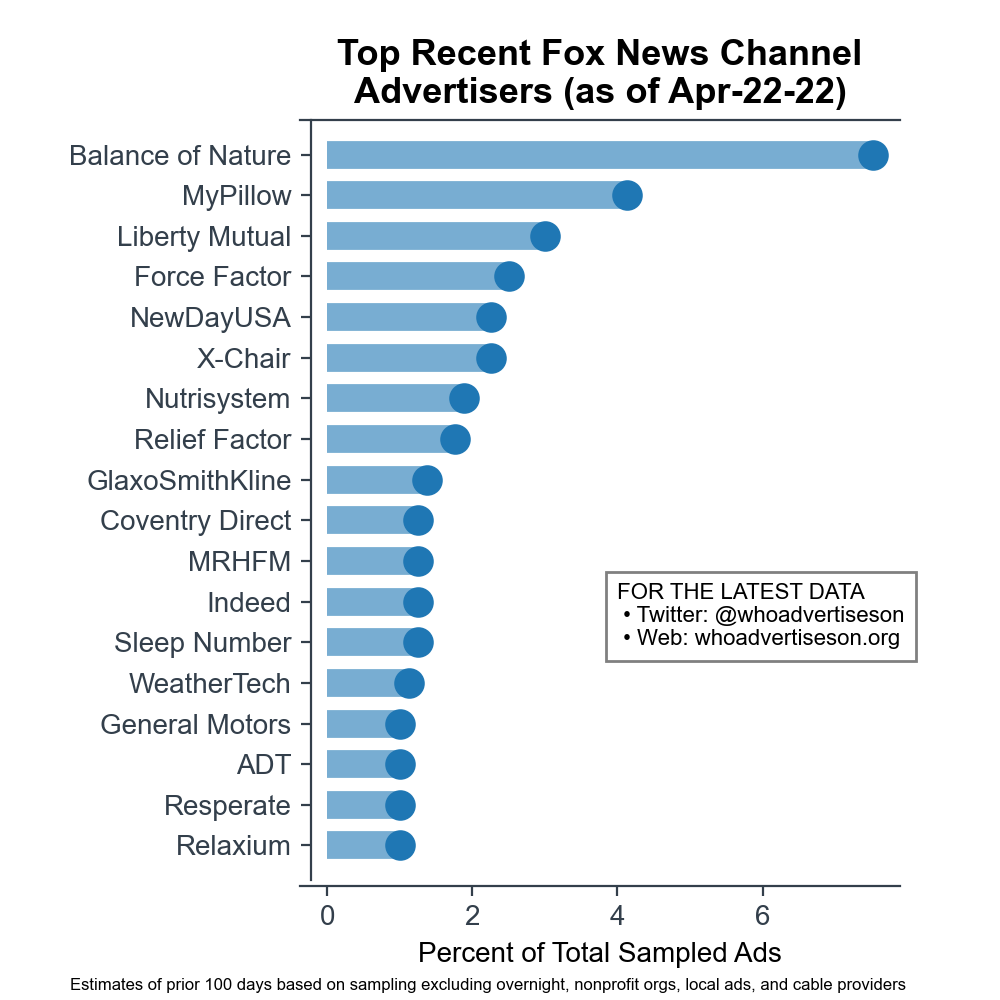 Top Recent Fox News Channel
Advertisers (as of Apr-22-22)
Balance of Nature
MyPillow
Liberty Mutual
Force Factor
NewDayUSA
X-Chair
Nutrisystem
Relief Factor
GlaxoSmithKline
Coventry Direct
MRHFM
Indeed
Sleep Number
WeatherTech
General Motors
ADT
Resperate
Relaxium
FOR THE LATEST DATA
• Twitter: @whoadvertiseson
• Web: whoadvertiseson.org
0 2 4 6
Percent of Total Sampled Ads
Estimates of prior 100 days based on sampling excluding overnight, nonprofit orgs, local ads, and cable providers